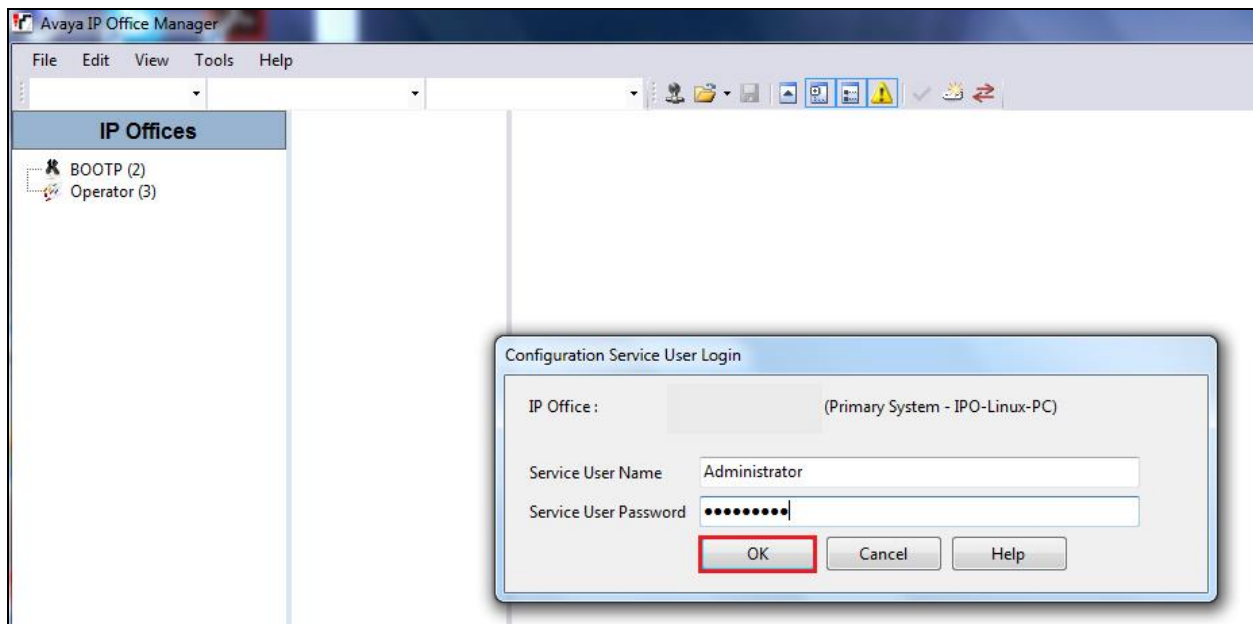 Avaya IP Office Manager
File Edit View Tools Help
IP Offices
BOOTP (2)
Operator (3)
Configuration Service User Login
IP Office : (Primary System - IPO-Linux-PC)
Service User Name Administrator
Service User Password •••••••••
OK Cancel Help